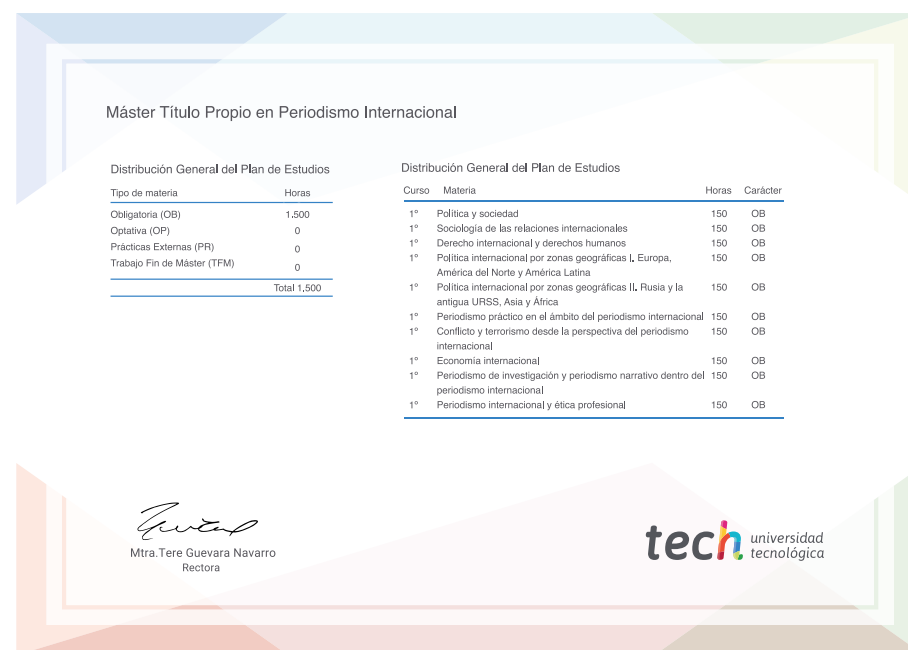 Máster Título Propio en Periodismo Internacional
Distribución General del Plan de Estudios
Tipo de materia Horas
Obligatoria (OB) 1.500
Optativa (OP) 0
Prácticas Externas (PR) 0
Trabajo Fin de Máster (TFM) 0
Total 1,500
Distribución General del Plan de Estudios
Curso Materia Horas Carácter
1º Política y sociedad 150 OB
1º Sociología de las relaciones internacionales 150 OB
1º Derecho internacional y derechos humanos 150 OB
1º Política internacional por zonas geográficas I. Europa, 150 OB
América del Norte y América Latina
1º Política internacional por zonas geográficas II. Rusia y la 150 OB
antigua URSS, Asia y África
1º Periodismo práctico en el ámbito del periodismo internacional 150 OB
1º Conflicto y terrorismo desde la perspectiva del periodismo 150 OB
internacional
1º Economía internacional 150 OB
1º Periodismo de investigación y periodismo narrativo dentro del 150 OB
periodismo internacional
1º Periodismo internacional y ética profesional 150 OB
Mtra.Tere Guevara Navarro
Rectora
tech universidad
tecnológica